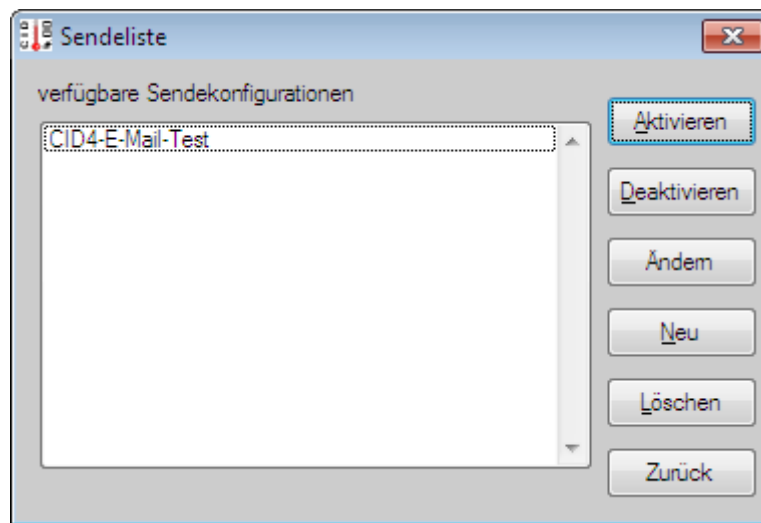 Sendeliste
verfügbare Sendekonfigurationen
CID4-E-Mail-Test
Aktivieren
Deaktivieren
Ändern
Neu
Löschen
Zurück